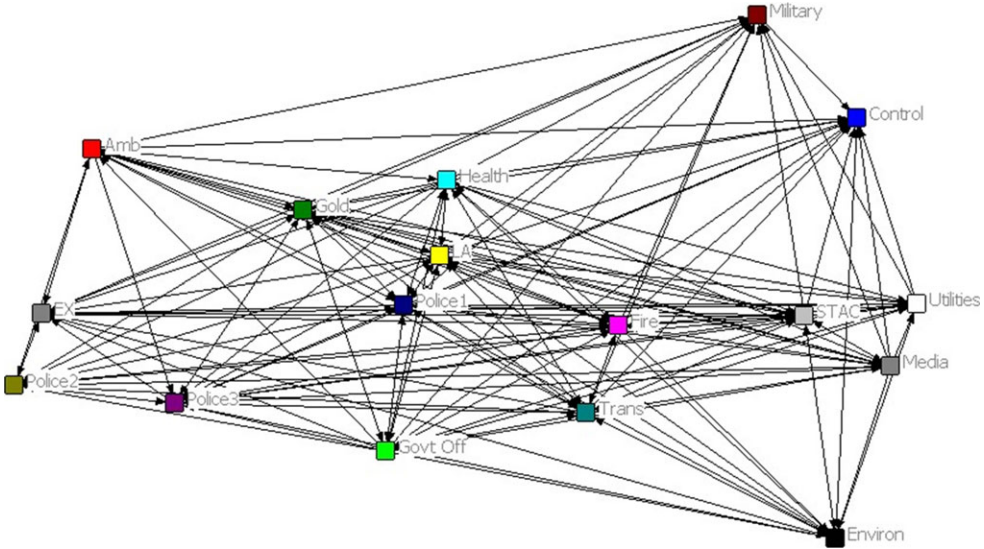 Military
Control
Amb
Health
Gold
LA
EX
Police1
STAC
Utilities
Fire
Media
Police2
Police3
Trans
Govt Off
Environ